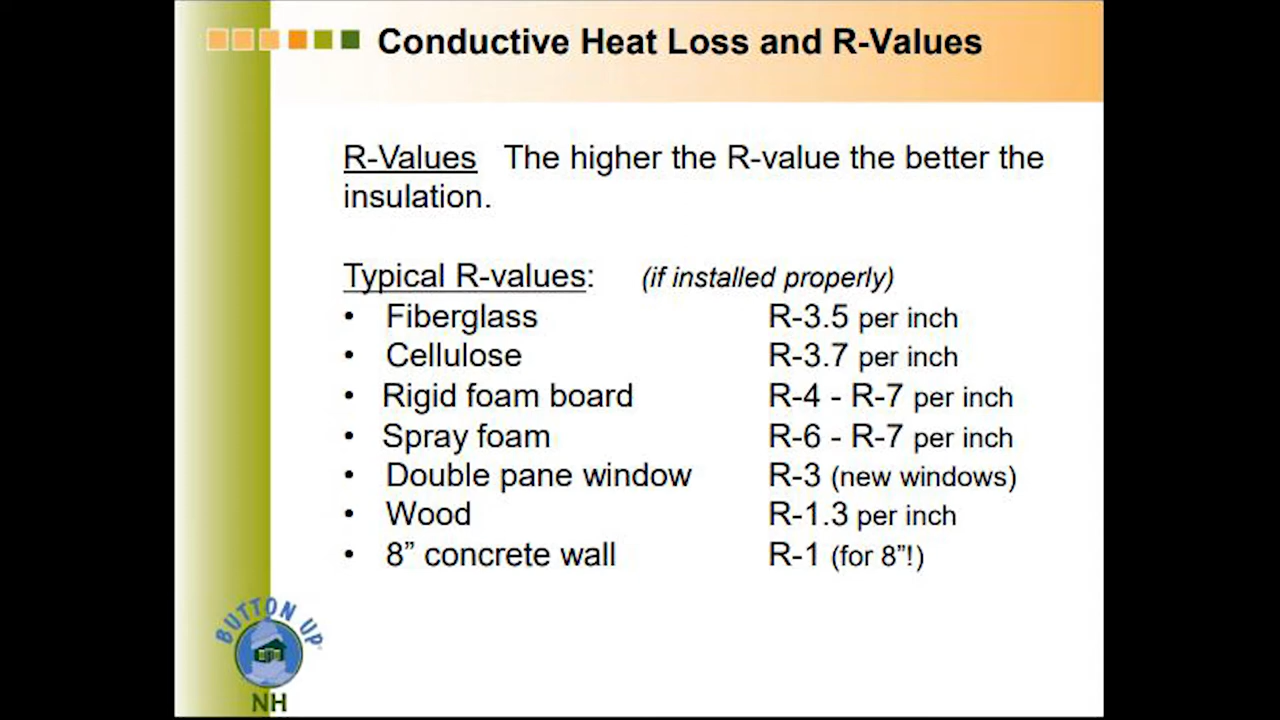 Conductive Heat Loss and R-Values
R-Values The higher the R-value the better the
insulation.
Typical R-values: (if installed properly)
• Fiberglass R-3.5 per inch
• Cellulose R-3.7 per inch
• Rigid foam board R-4 - R-7 per inch
• Spray foam R-6 - R-7 per inch
• Double pane window R-3 (new windows)
• Wood R-1.3 per inch
• 8” concrete wall R-1 (for 8”!)
BUTTON UP
NH